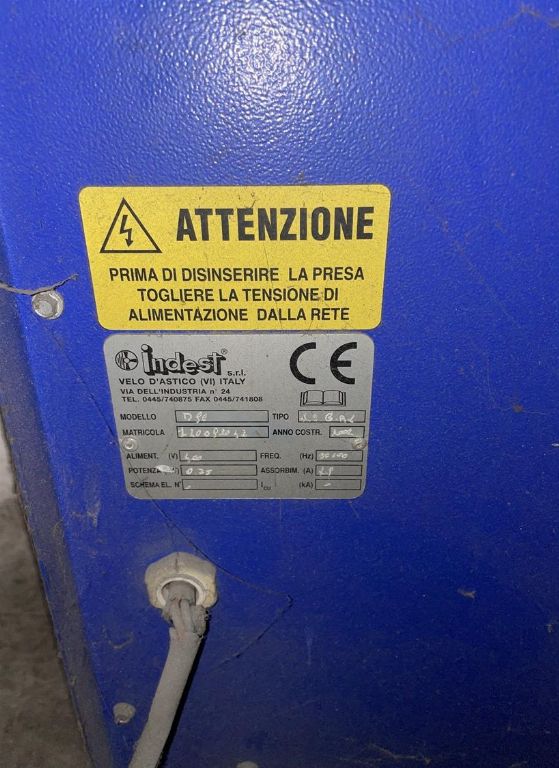 ATTENZIONE
PRIMA DI DISINSERIRE LA PRESA
TOGLIERE LA TENSIONE DI
ALIMENTAZIONE DALLA RETE
indest® s.r.l.
CE
VELO D'ASTICO (VI) ITALY
VIA DELL'INDUSTRIA n° 24
TEL. 0445/740875 FAX 0445/741808
MODELLO TIPO
MATRICOLA ANNO COSTR.
ALIMENT. (V) FREQ. (Hz)
POTENZA ASSORBIM. (A)
SCHEMA EL. N° Icu (kA)